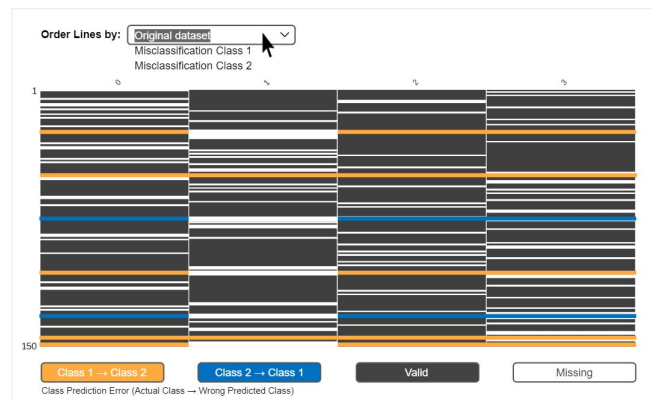 Order Lines by: Original dataset
Misclassification Class 1
Misclassification Class 2
0 1 2 3
1
150
Class 1 → Class 2 Class 2 → Class 1 Valid Missing
Class Prediction Error (Actual Class → Wrong Predicted Class)